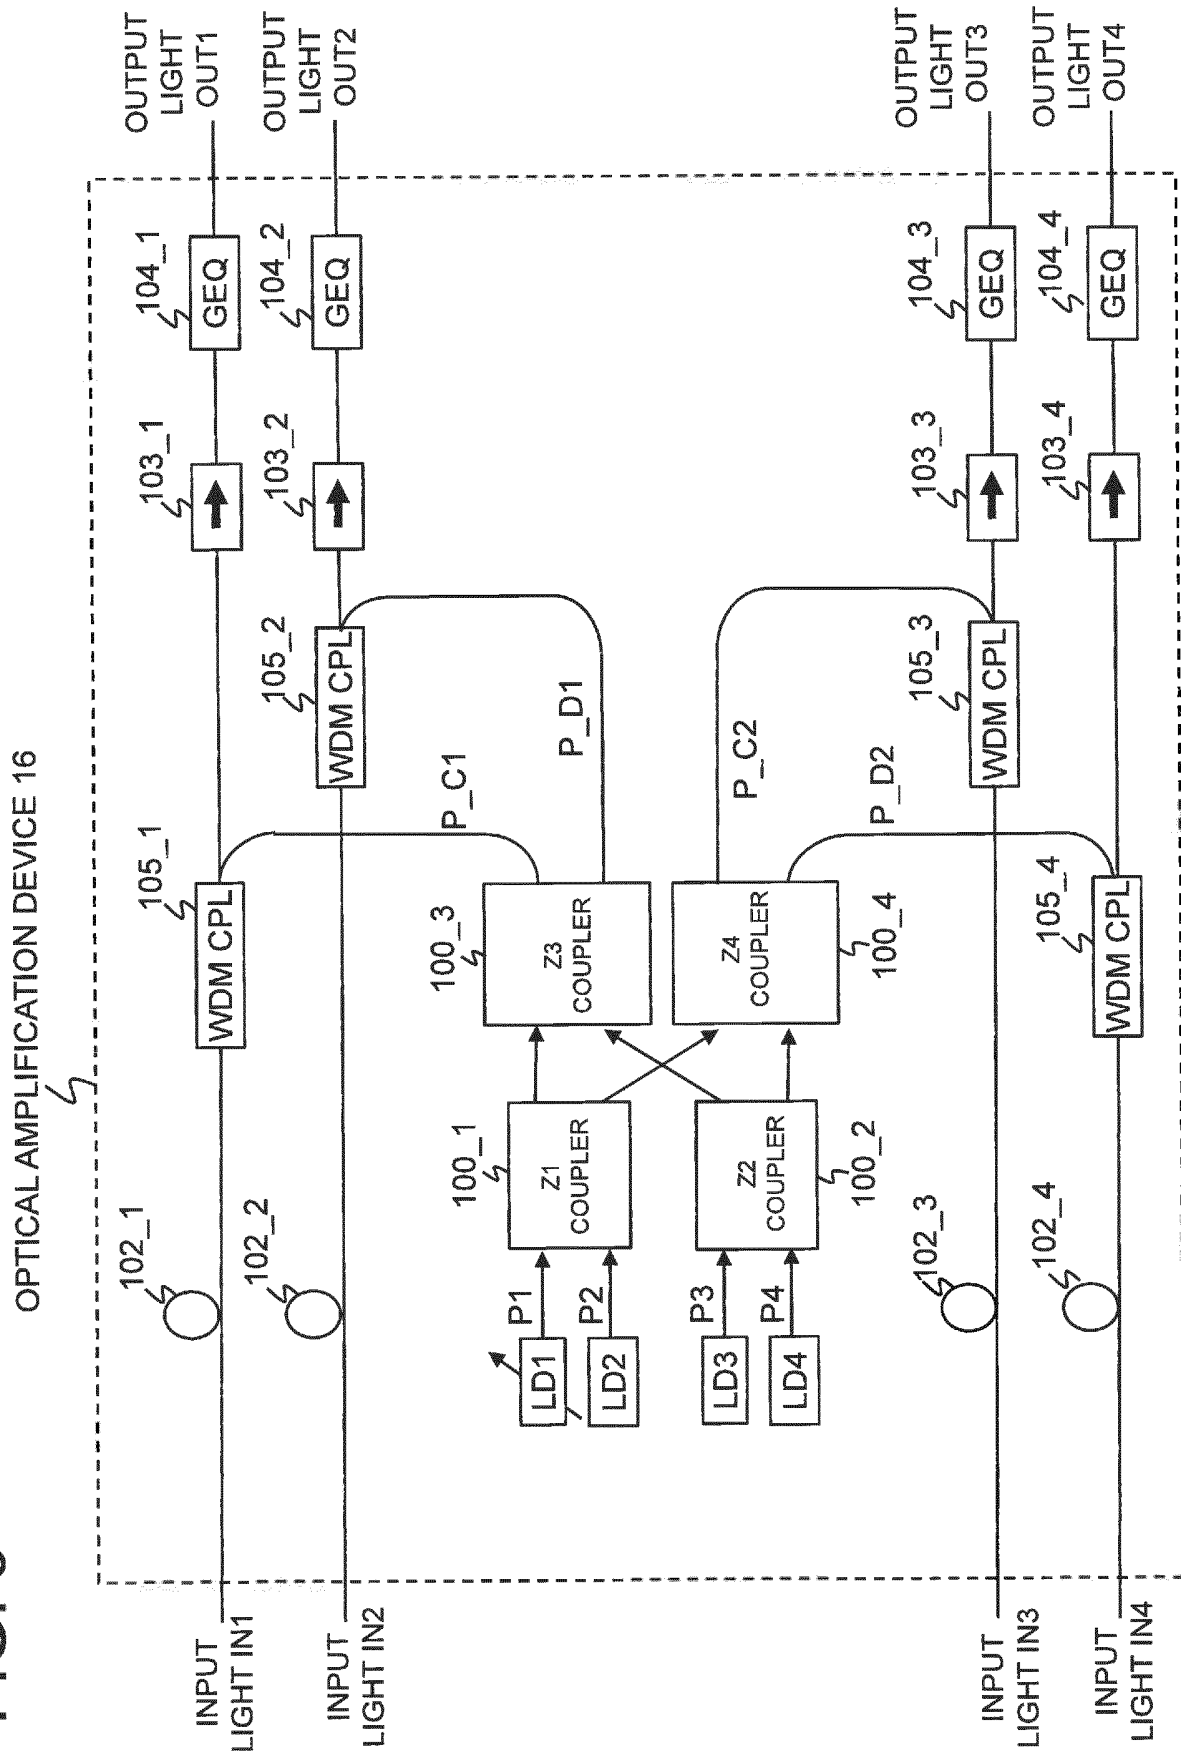 OPTICAL AMPLIFICATION DEVICE 16
INPUT
LIGHT IN1
102_1
105_1
WDM CPL
103_1
104_1
GEQ
OUTPUT
LIGHT
OUT1
INPUT
LIGHT IN2
102_2
105_2
WDM CPL
103_2
104_2
GEQ
OUTPUT
LIGHT
OUT2
P_C1
P_D1
LD1
P1
LD2
P2
100_1
Z1
COUPLER
100_3
Z3
COUPLER
LD3
P3
LD4
P4
Z2
COUPLER
100_2
Z4
COUPLER
100_4
P_C2
P_D2
INPUT
LIGHT IN3
102_3
105_3
WDM CPL
103_3
104_3
GEQ
OUTPUT
LIGHT
OUT3
INPUT
LIGHT IN4
102_4
105_4
WDM CPL
103_4
104_4
GEQ
OUTPUT
LIGHT
OUT4